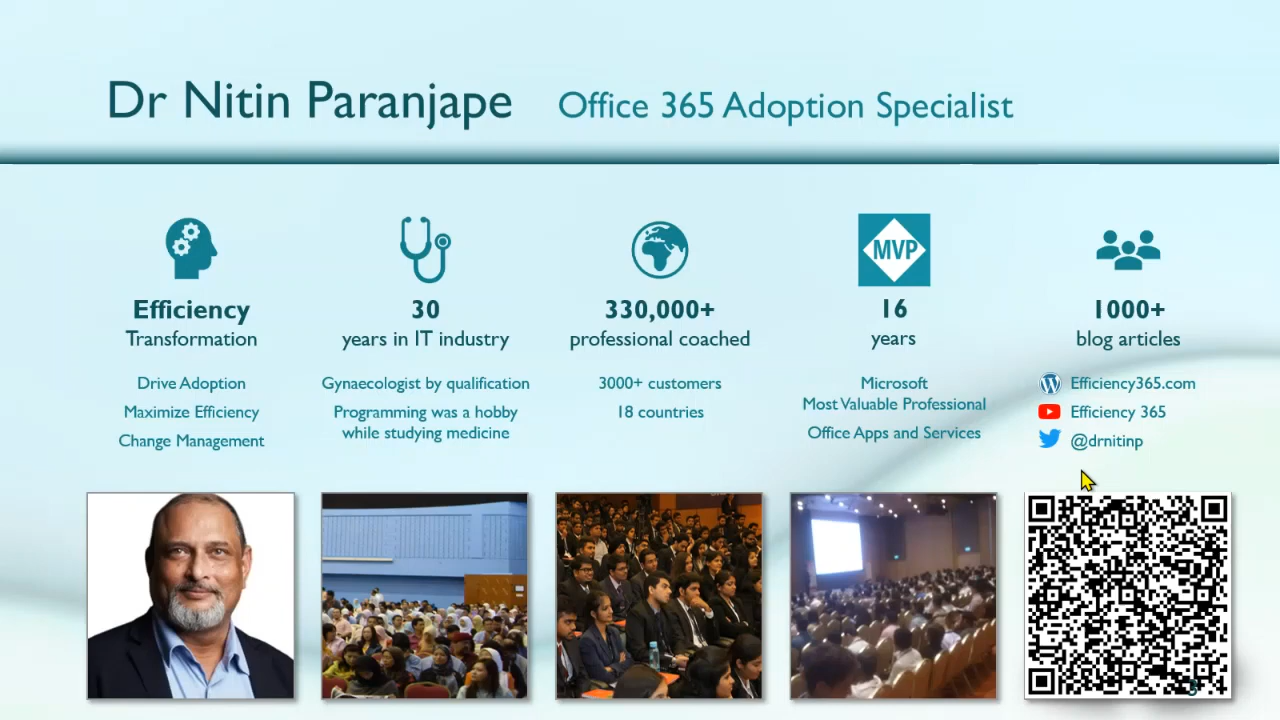 Dr Nitin Paranjape Office 365 Adoption Specialist
Efficiency
Transformation
Drive Adoption
Maximize Efficiency
Change Management
30
years in IT industry
Gynaecologist by qualification
Programming was a hobby
while studying medicine
330,000+
professional coached
3000+ customers
18 countries
MVP
16
years
Microsoft
Most Valuable Professional
Office Apps and Services
1000+
blog articles
Efficiency365.com
Efficiency 365
@drnitinp
3